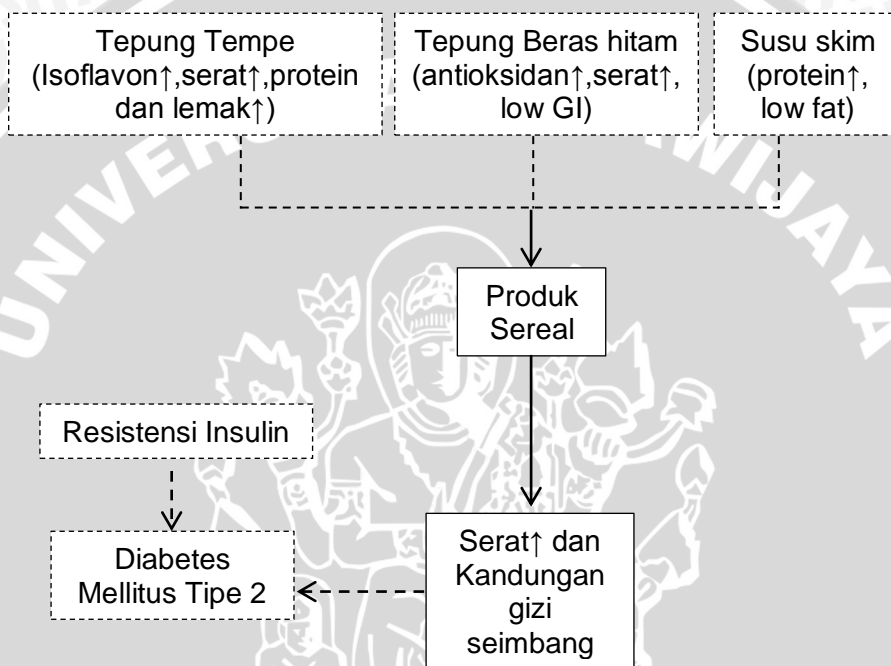 Tepung Tempe
(Isoflavon↑,serat↑,protein
dan lemak↑)
Tepung Beras hitam
(antioksidan↑,serat↑,
low GI)
Susu skim
(protein↑,
low fat)
Produk
Sereal
Resistensi Insulin
Diabetes
Mellitus Tipe 2
Serat↑ dan
Kandungan
gizi
seimbang